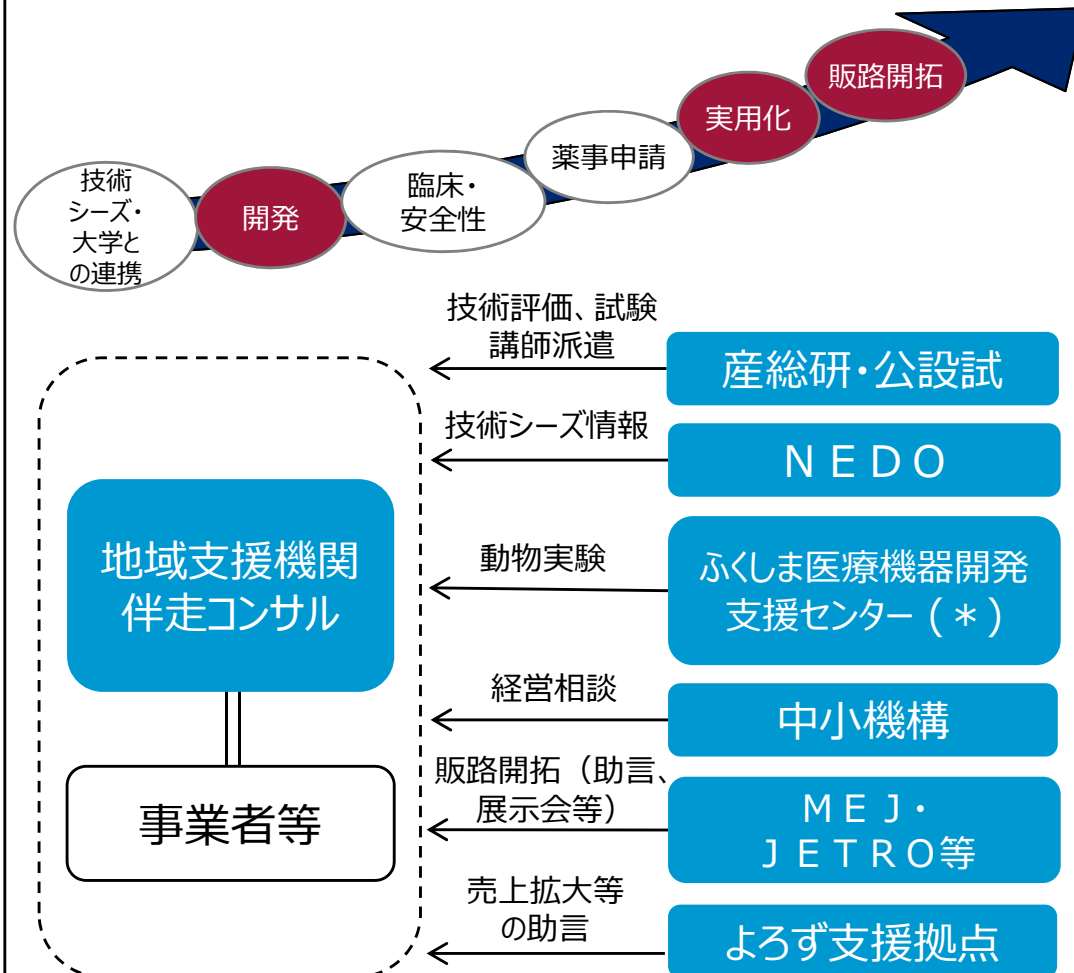 技術
シーズ・
大学と
の連携
開発
臨床・
安全性
薬事申請
実用化
販路開拓
技術評価、試験
講師派遣
産総研・公設試
技術シーズ情報
ＮＥＤＯ
地域支援機関
伴走コンサル
動物実験
ふくしま医療機器開発
支援センター（＊）
経営相談
中小機構
事業者等
販路開拓（助言、
展示会等）
ＭＥＪ・
ＪＥＴＲＯ等
売上拡大等
の助言
よろず支援拠点